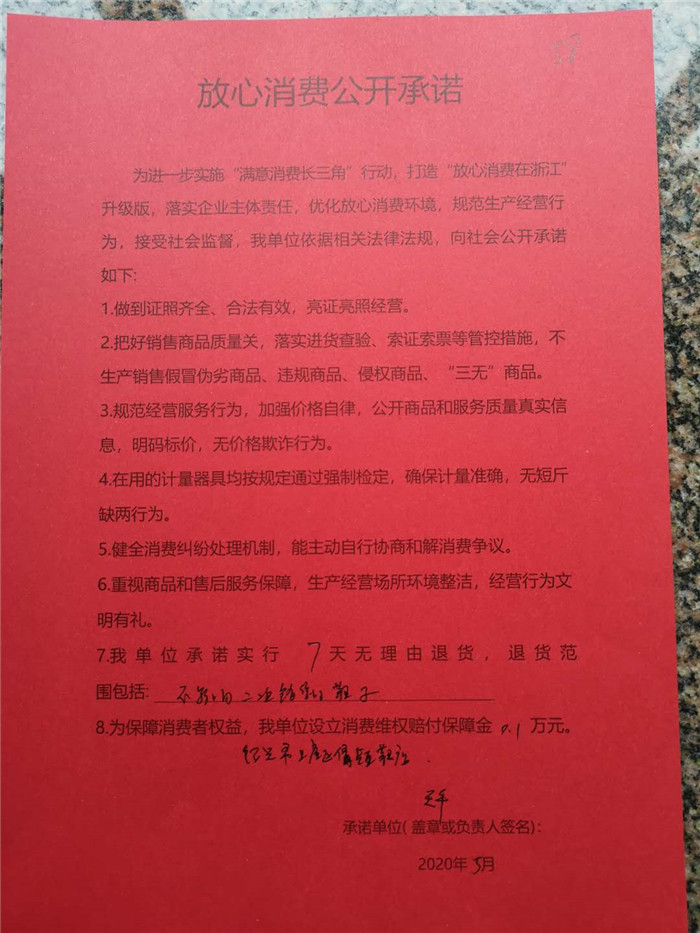 放心消费公开承诺
为进一步实施“满意消费长三角”行动，打造“放心消费在浙江”
升级版，落实企业主体责任，优化放心消费环境，规范生产经营行
为，接受社会监督，我单位依据相关法律法规，向社会公开承诺
如下:
1.做到证照齐全、合法有效，亮证亮照经营。
2.把好销售商品质量关，落实进货查验、索证索票等管控措施，不
生产销售假冒伪劣商品、违规商品、侵权商品、“三无”商品。
3.规范经营服务行为，加强价格自律，公开商品和服务质量真实信
息，明码标价，无价格欺诈行为。
4.在用的计量器具均按规定通过强制检定，确保计量准确，无短斤
缺两行为。
5.健全消费纠纷处理机制，能主动自行协商和解消费争议。
6.重视商品和售后服务保障，生产经营场所环境整洁，经营行为文
明有礼。
7.我单位承诺实行 7 天无理由退货，退货范
围包括: 不影响二次销售的鞋子
8.为保障消费者权益，我单位设立消费维权赔付保障金 0.1 万元。
绍兴市上虞
承诺单位( 盖章或负责人签名):
2020年 5月